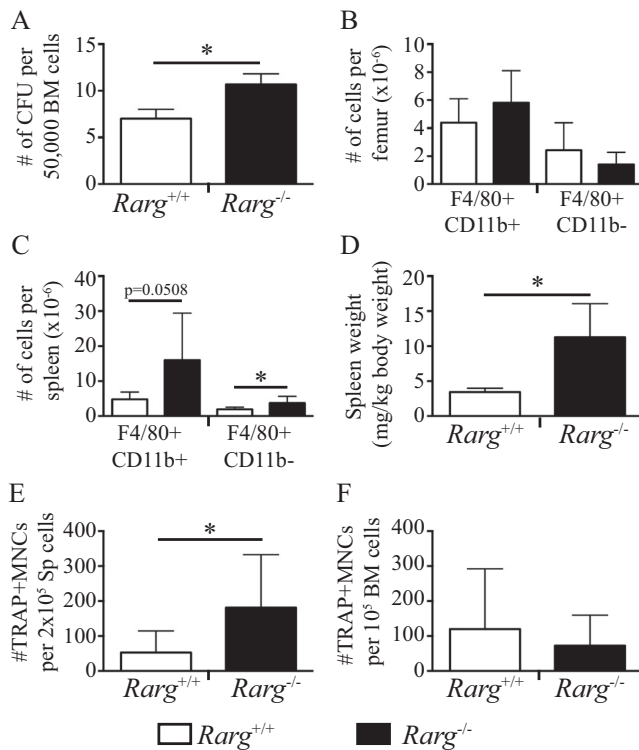 A
# of CFU per
50,000 BM cells
15
10
5
0
*
Rarg+/+
Rarg-/-
B
# of cells per
femur (x10-6)
10
8
6
4
2
0
F4/80+
CD11b+
F4/80+
CD11b-
C
# of cells per
spleen (x10-6)
40
30
20
10
0
p=0.0508
*
F4/80+
CD11b+
F4/80+
CD11b-
D
Spleen weight
(mg/kg body weight)
20
15
10
5
0
*
Rarg+/+
Rarg-/-
E
#TRAP+MNCs
per 2x10⁵ Sp cells
400
300
200
100
0
*
Rarg+/+
Rarg-/-
F
#TRAP+MNCs
per 10⁵ BM cells
400
300
200
100
0
Rarg+/+
Rarg-/-
Rarg+/+
Rarg-/-